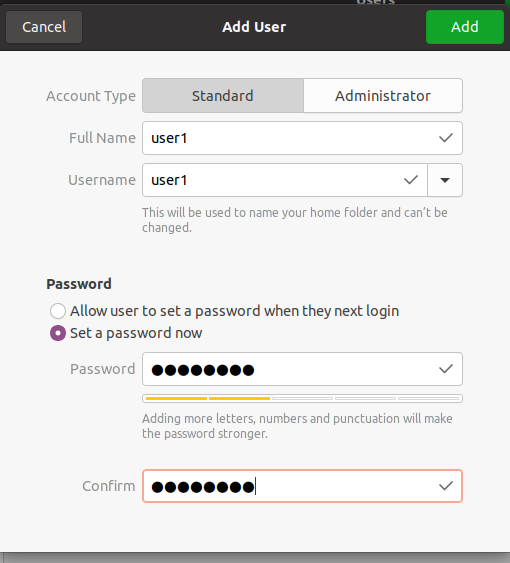 Users
Cancel
Add User
Add
Account Type
Standard
Administrator
Full Name
user1
Username
user1
This will be used to name your home folder and can't be
changed.
Password
Allow user to set a password when they next login
Set a password now
Password
●●●●●●●●
Adding more letters, numbers and punctuation will make
the password stronger.
Confirm
●●●●●●●●